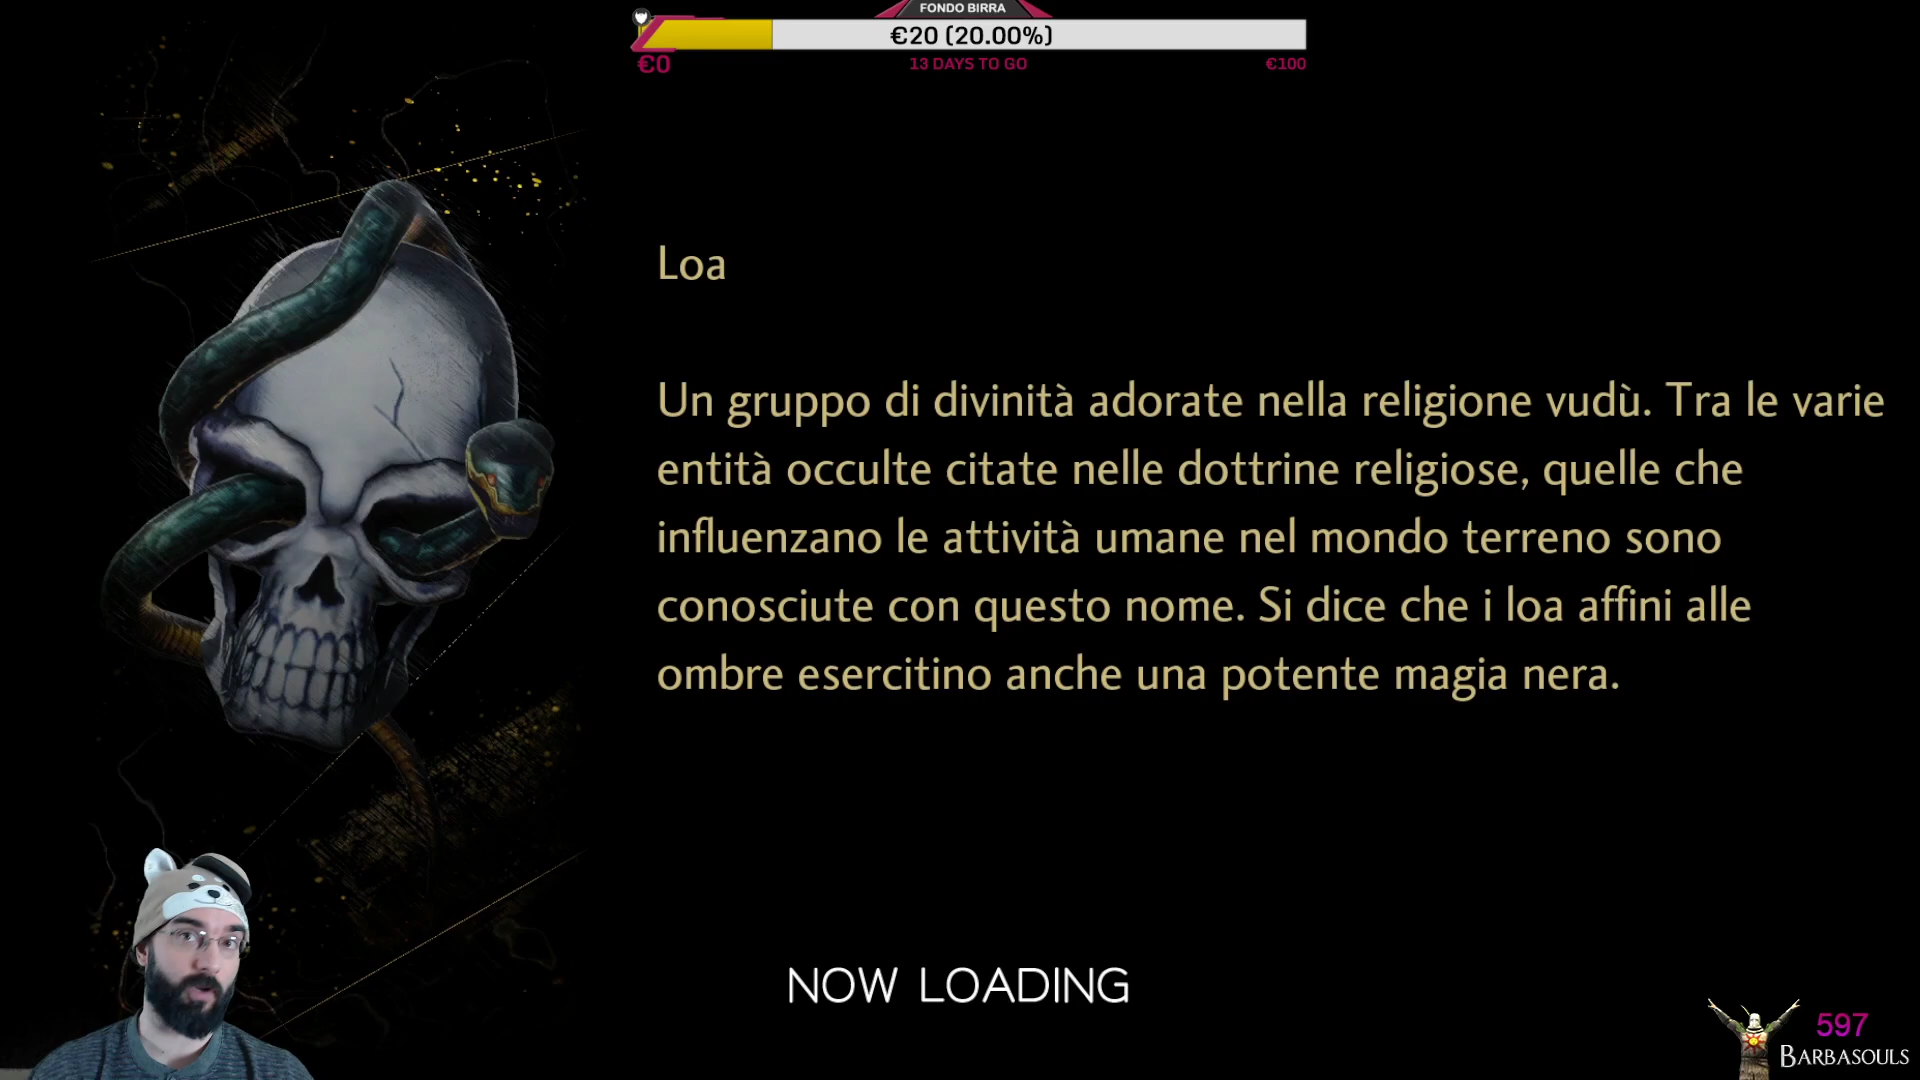 FONDO BIRRA
€20 (20.00%)
€0
13 DAYS TO GO
€100
Loa
Un gruppo di divinità adorate nella religione vudù. Tra le varie
entità occulte citate nelle dottrine religiose, quelle che
influenzano le attività umane nel mondo terreno sono
conosciute con questo nome. Si dice che i loa affini alle
ombre esercitino anche una potente magia nera.
NOW LOADING
597
BARBASOULS